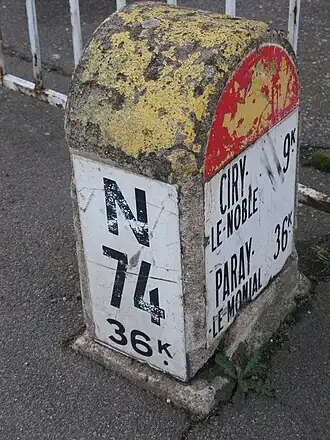 N
74
36K
CIRY- 9K
-LE-NOBLE
PARAY- 36K
-LE-MONIAL